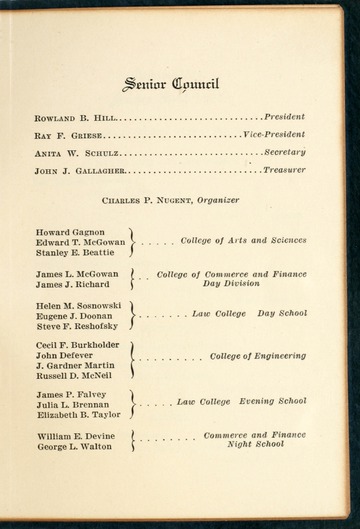 Senior Council
ROWLAND B. HILL..............................President
RAY F. GRIESE.........................Vice-President
ANITA W. SCHULZ..........................Secretary
JOHN J. GALLAGHER.........................Treasurer
CHARLES P. NUGENT, Organizer
Howard Gagnon
Edward T. McGowan
Stanley E. Beattie
..... College of Arts and Sciences
James L. McGowan
James J. Richard
.. College of Commerce and Finance
Day Division
Helen M. Sosnowski
Eugene J. Doonan
Steve F. Reshofsky
....... Law College Day School
Cecil F. Burkholder
John Defever
J. Gardner Martin
Russell D. McNeil
.......... College of Engineering
James P. Falvey
Julia L. Brennan
Elizabeth B. Taylor
..... Law College Evening School
William E. Devine
George L. Walton
........ Commerce and Finance
Night School